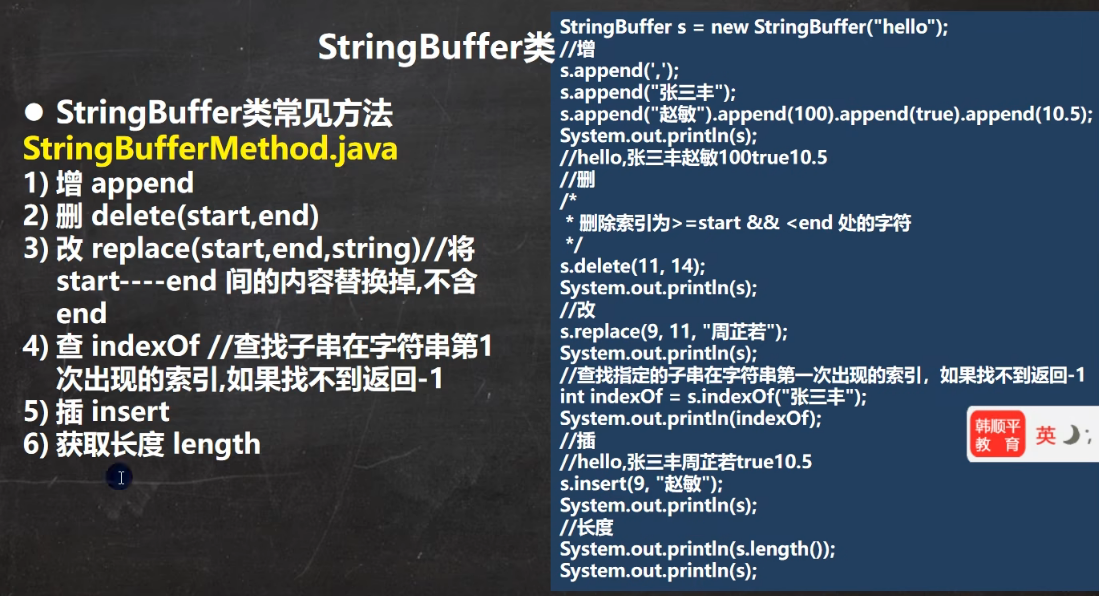 StringBuffer类
● StringBuffer类常见方法
StringBufferMethod.java
1) 增 append
2) 删 delete(start,end)
3) 改 replace(start,end,string)//将
start----end 间的内容替换掉,不含
end
4) 查 indexOf //查找子串在字符串第1
次出现的索引,如果找不到返回-1
5) 插 insert
6) 获取长度 length
StringBuffer s = new StringBuffer("hello");
//增
s.append(',');
s.append("张三丰");
s.append("赵敏").append(100).append(true).append(10.5);
System.out.println(s);
//hello,张三丰赵敏100true10.5
//删
/*
* 删除索引为>=start && <end 处的字符
*/
s.delete(11, 14);
System.out.println(s);
//改
s.replace(9, 11, "周芷若");
System.out.println(s);
//查找指定的子串在字符串第一次出现的索引，如果找不到返回-1
int indexOf = s.indexOf("张三丰");
System.out.println(indexOf);
//插
//hello,张三丰周芷若true10.5
s.insert(9, "赵敏");
System.out.println(s);
//长度
System.out.println(s.length());
System.out.println(s);
韩顺平
教 育
英 ;